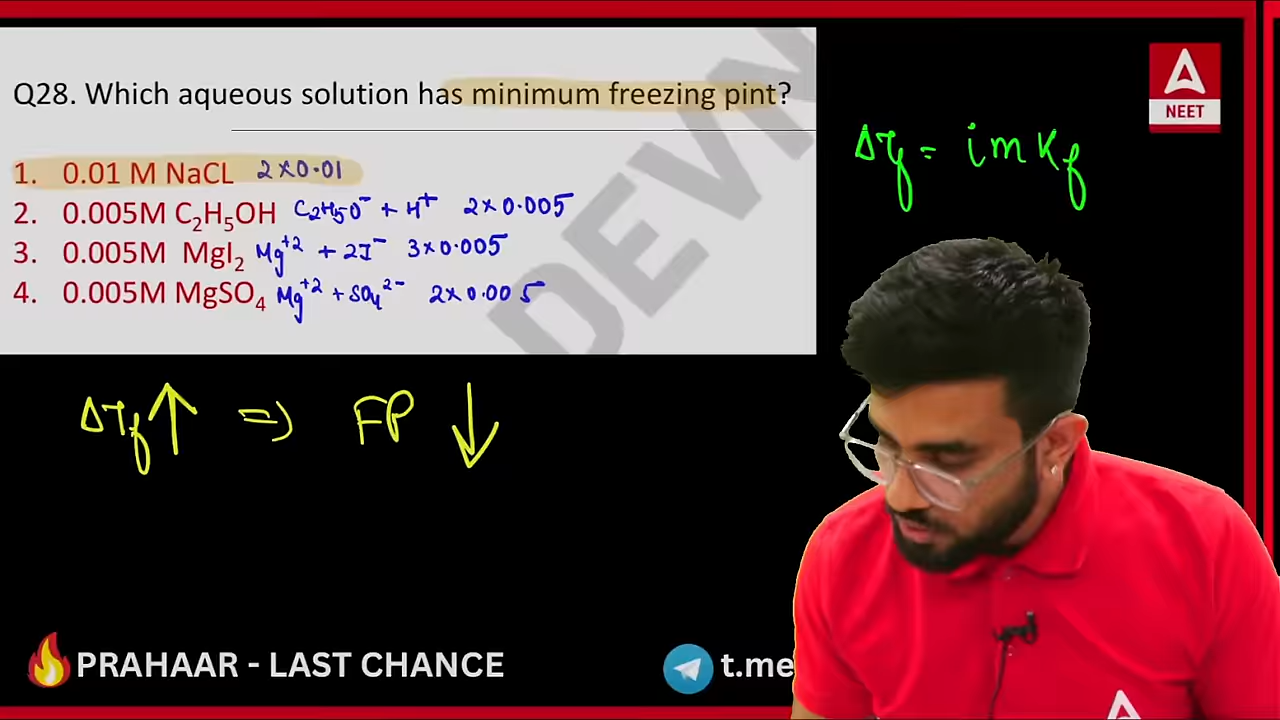 Q28. Which aqueous solution has minimum freezing pint?
1. 0.01 M NaCL 2×0.01
2. 0.005M C₂H₅OH C₂H₅O⁻ + H⁺ 2×0.005
3. 0.005M MgI₂ Mg⁺² + 2I⁻ 3×0.005
4. 0.005M MgSO₄ Mg⁺² + SO₄²⁻ 2×0.005
DEVN
NEET
ΔTf = i m Kf
ΔTf ↑ ⇒ FP ↓
PRAHAAR - LAST CHANCE
t.me